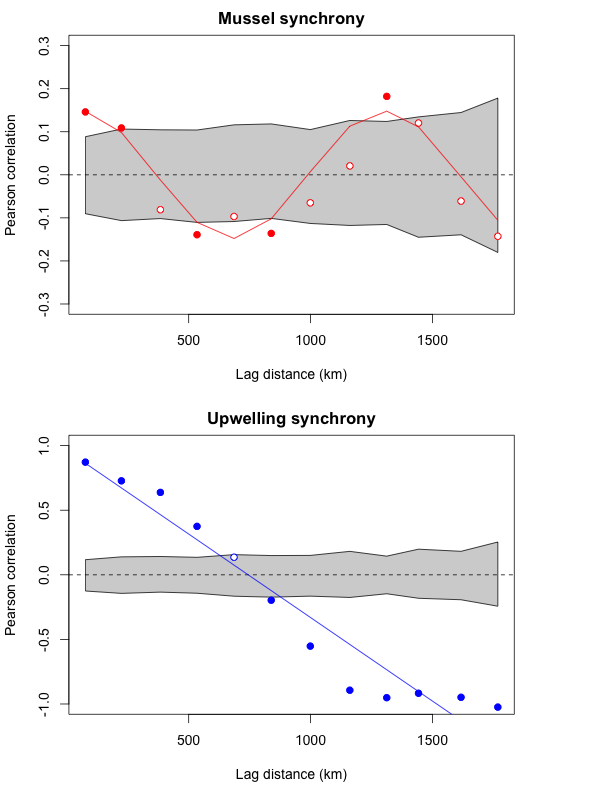 Mussel synchrony
0.3
0.2
0.1
0.0
-0.1
-0.2
-0.3
Pearson correlation
500 1000 1500
Lag distance (km)
Upwelling synchrony
1.0
0.5
0.0
-0.5
-1.0
Pearson correlation
500 1000 1500
Lag distance (km)